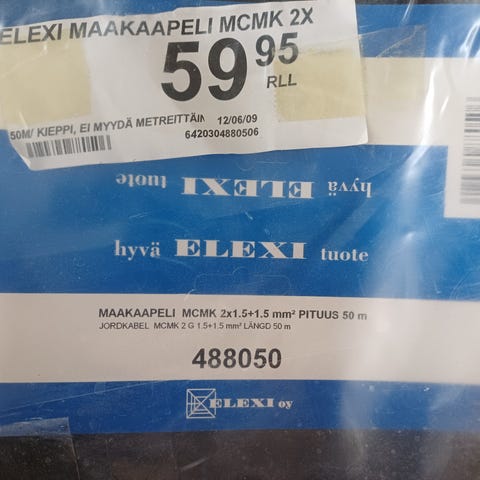 ELEXI MAAKAAPELI MCMK 2X
59 95
RLL
50M/ KIEPPI, EI MYYDÄ METREITTÄIN 12/06/09
6420304880506
hyvä ELEXI tuote
hyvä ELEXI tuote
MAAKAAPELI MCMK 2x1.5+1.5 mm² PITUUS 50 m
JORDKABEL MCMK 2 G 1.5+1.5 mm² LÄNGD 50 m
488050
ELEXI oy